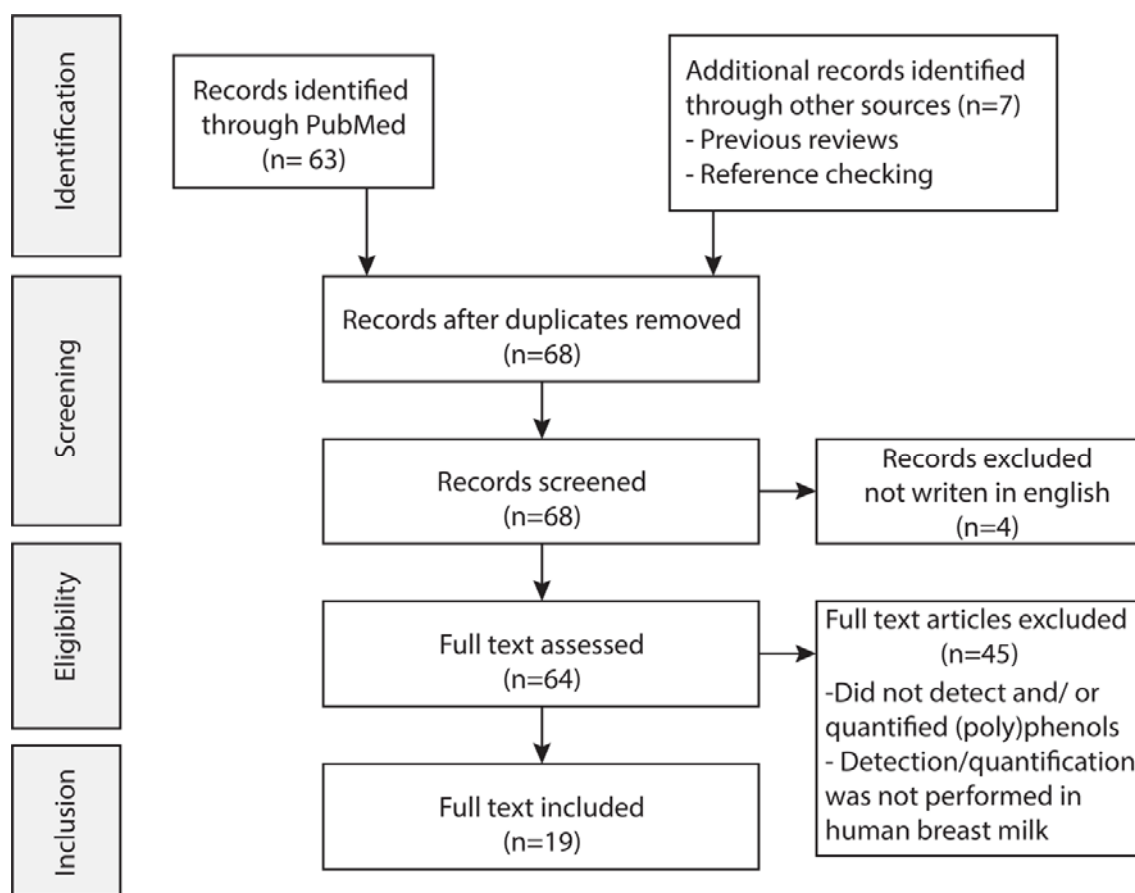 Identification
Records identified
through PubMed
(n= 63)
Additional records identified
through other sources (n=7)
- Previous reviews
- Reference checking
Screening
Records after duplicates removed
(n=68)
Records screened
(n=68)
Records excluded
not writen in english
(n=4)
Eligibility
Full text assessed
(n=64)
Full text articles excluded
(n=45)
-Did not detect and/ or
quantified (poly)phenols
- Detection/quantification
was not performed in
human breast milk
Inclusion
Full text included
(n=19)